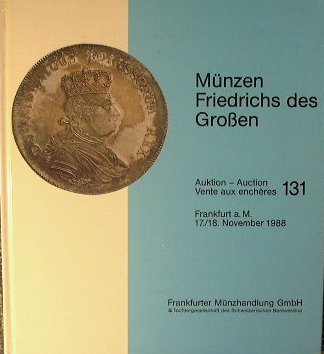 Münzen
Friedrichs des
Großen
Auktion – Auction
Vente aux enchères 131
Frankfurt a. M.
17./18. November 1988
Frankfurter Münzhandlung GmbH
Tochtergesellschaft des Schweizerischen Bankvereins